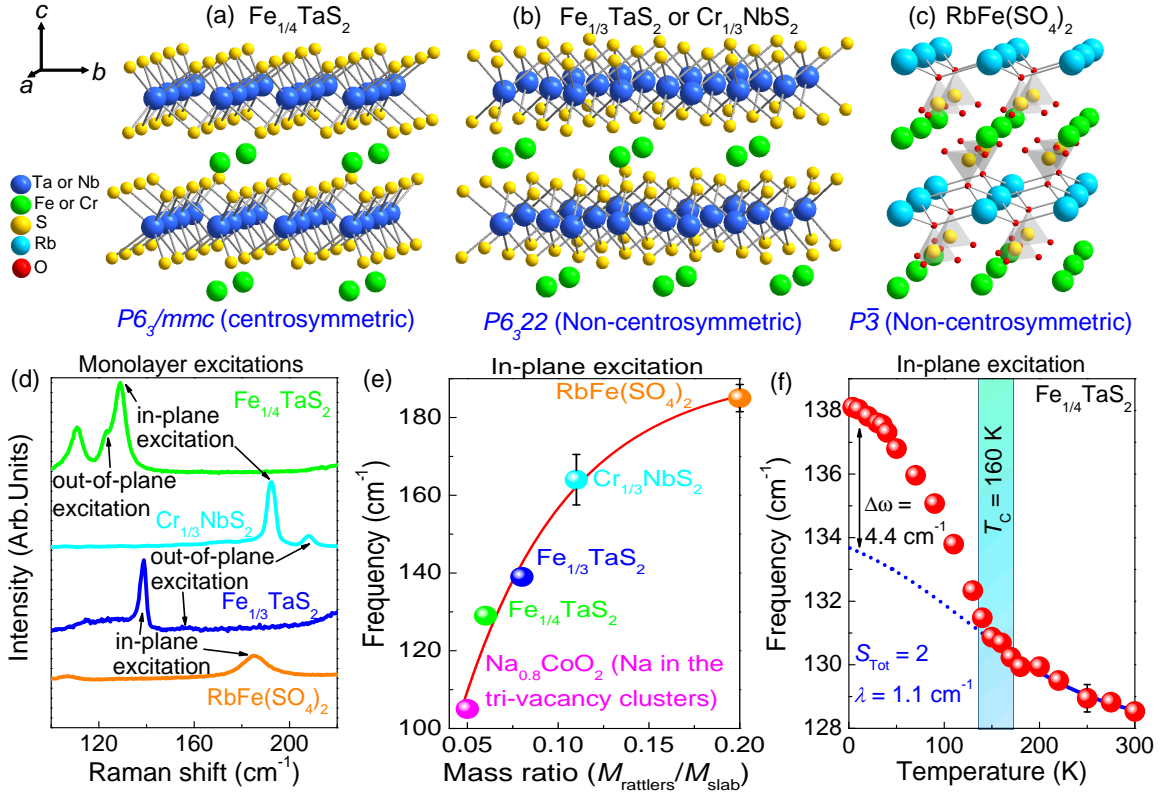 (a) Fe1/4TaS2
(b) Fe1/3TaS2 or Cr1/3NbS2
(c) RbFe(SO4)2
c
b
a
Ta or Nb
Fe or Cr
S
Rb
O
P63/mmc (centrosymmetric)
P6322 (Non-centrosymmetric)
P3̅ (Non-centrosymmetric)
(d) Monolayer excitations
in-plane
excitation
Fe1/4TaS2
out-of-plane
excitation
Cr1/3NbS2
out-of-plane
excitation
Fe1/3TaS2
in-plane
excitation
RbFe(SO4)2
Intensity (Arb.Units)
120 160 200
Raman shift (cm-1)
(e) In-plane excitation
RbFe(SO4)2
Cr1/3NbS2
Fe1/3TaS2
Fe1/4TaS2
Na0.8CoO2 (Na in the
tri-vacancy clusters)
Frequency (cm-1)
180
160
140
120
100
0.05 0.10 0.15 0.20
Mass ratio (Mrattlers/Mslab)
(f) In-plane excitation
Fe1/4TaS2
Δω =
4.4 cm-1
TC = 160 K
STot = 2
λ = 1.1 cm-1
Frequency (cm-1)
138
136
134
132
130
128
0 100 200 300
Temperature (K)